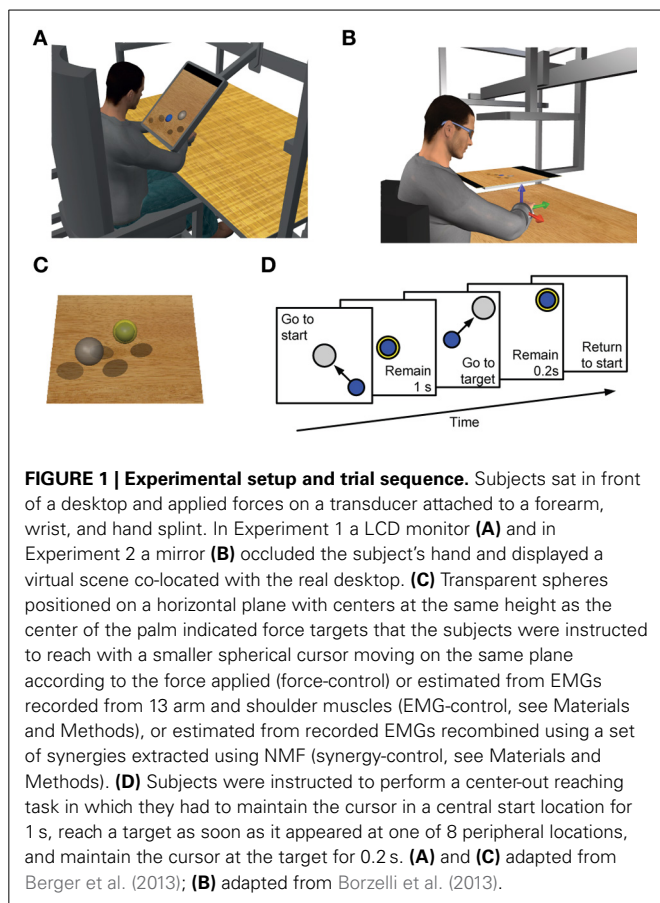 A
B
C
D
Go to
start
Remain
1 s
Go to
target
Remain
0.2s
Return
to start
Time
FIGURE 1 | Experimental setup and trial sequence. Subjects sat in front
of a desktop and applied forces on a transducer attached to a forearm,
wrist, and hand splint. In Experiment 1 a LCD monitor (A) and in
Experiment 2 a mirror (B) occluded the subject's hand and displayed a
virtual scene co-located with the real desktop. (C) Transparent spheres
positioned on a horizontal plane with centers at the same height as the
center of the palm indicated force targets that the subjects were instructed
to reach with a smaller spherical cursor moving on the same plane
according to the force applied (force-control) or estimated from EMGs
recorded from 13 arm and shoulder muscles (EMG-control, see Materials
and Methods), or estimated from recorded EMGs recombined using a set
of synergies extracted using NMF (synergy-control, see Materials and
Methods). (D) Subjects were instructed to perform a center-out reaching
task in which they had to maintain the cursor in a central start location for
1 s, reach a target as soon as it appeared at one of 8 peripheral locations,
and maintain the cursor at the target for 0.2 s. (A) and (C) adapted from
Berger et al. (2013); (B) adapted from Borzelli et al. (2013).